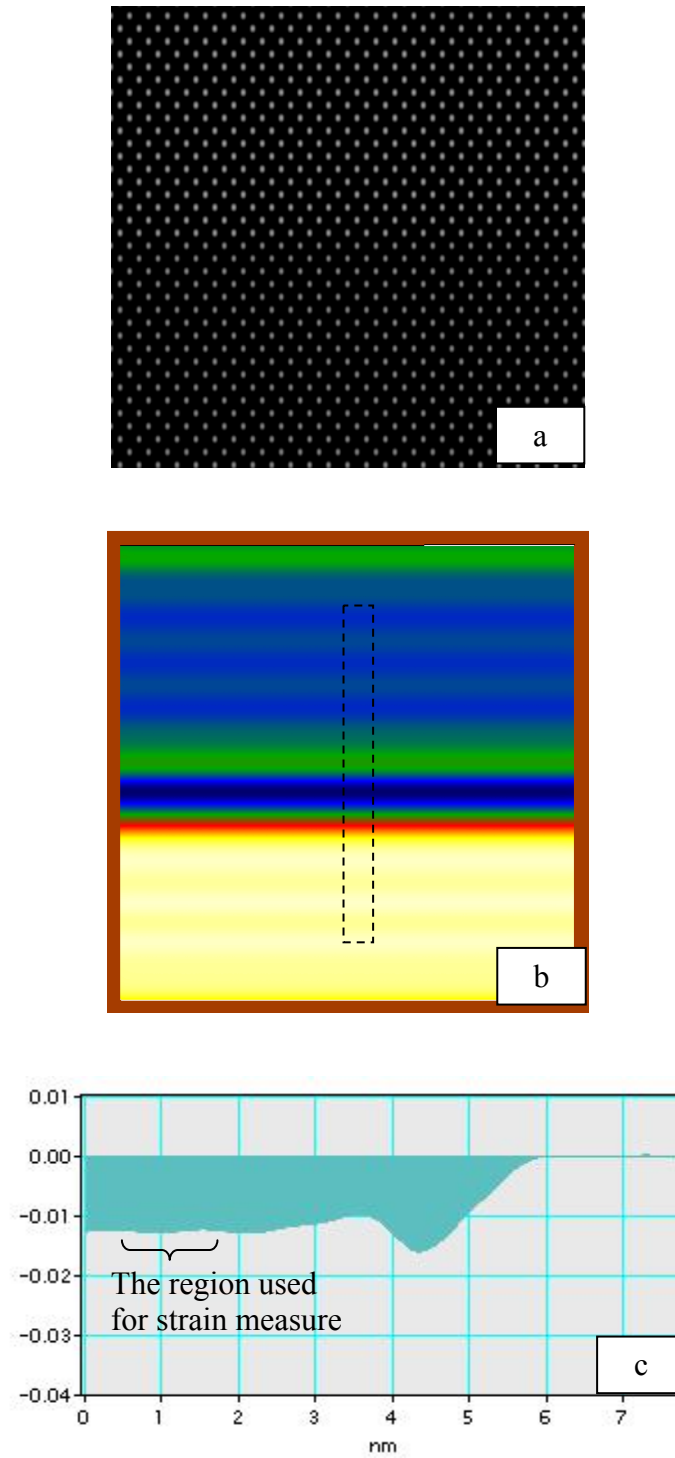 a
b
0.01
0.00
-0.01
-0.02
-0.03
-0.04
The region used
for strain measure
c
0 1 2 3 4 5 6 7
nm